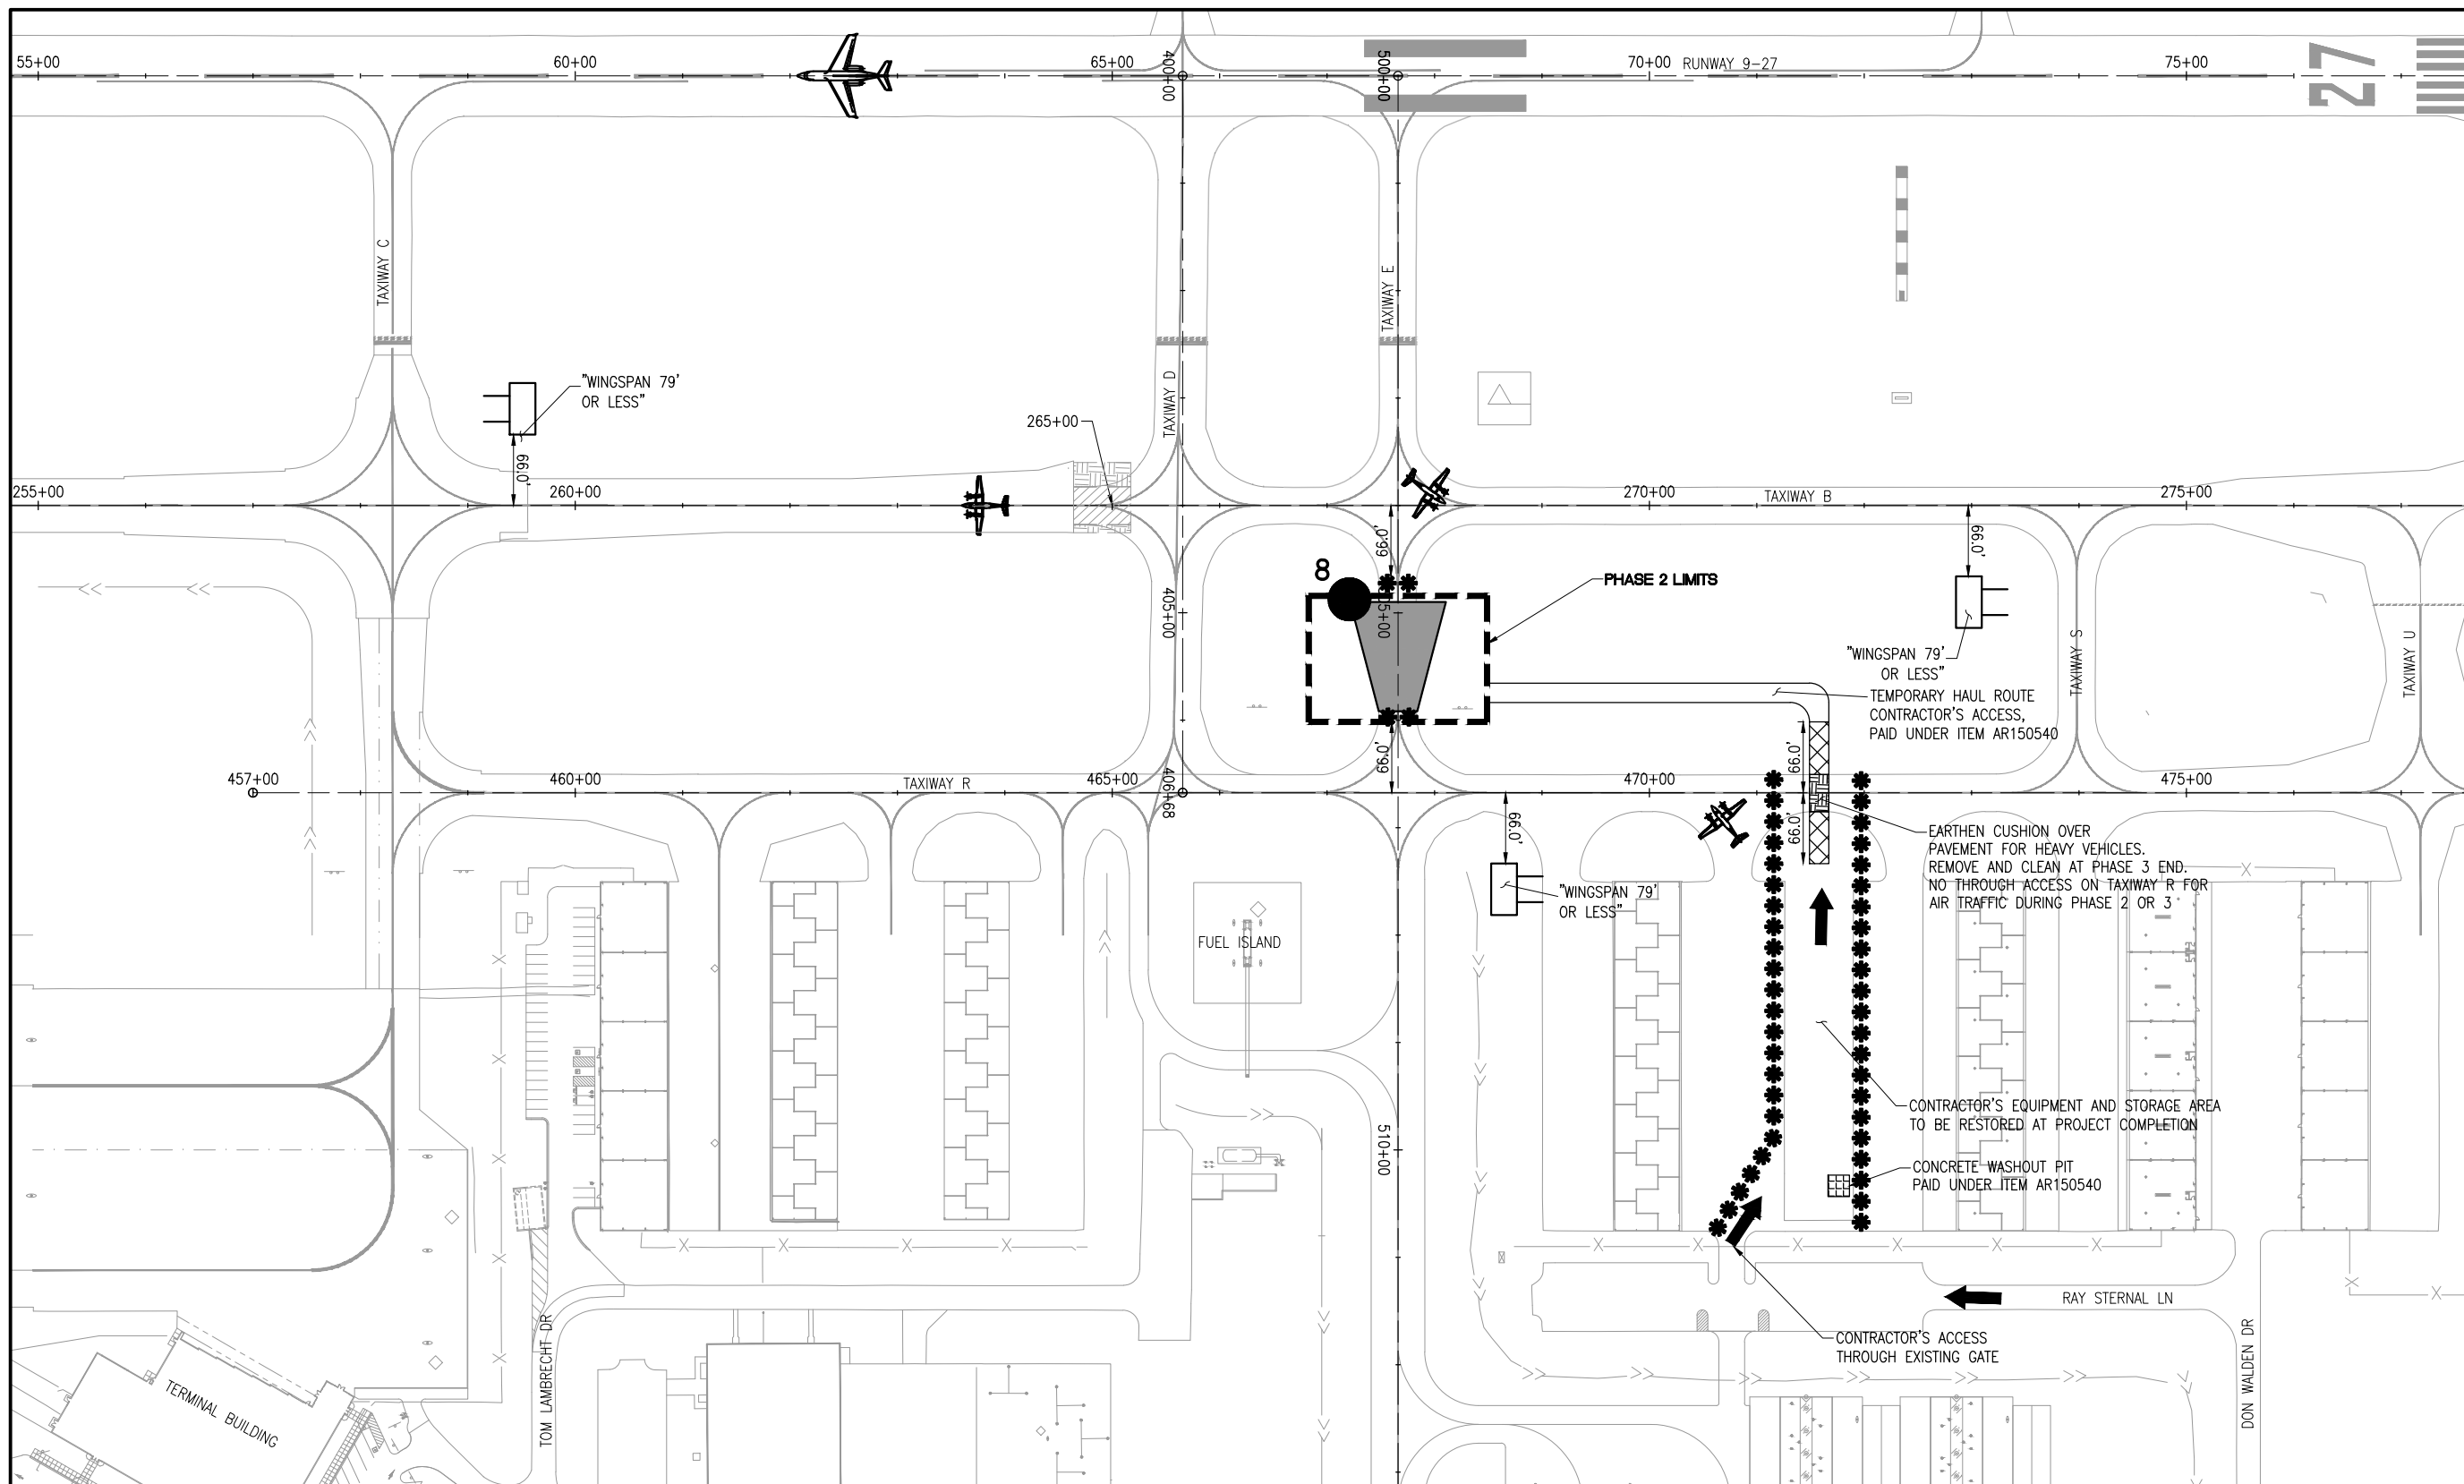 55+00
60+00
65+00
400+00
500+00
70+00
RUNWAY 9-27
75+00
27
TAXIWAY C
TAXIWAY D
TAXIWAY E
"WINGSPAN 79'
OR LESS"
66.0'
265+00
255+00
260+00
270+00
TAXIWAY B
275+00
66.0'
66.0'
8
PHASE 2 LIMITS
405+00
"WINGSPAN 79'
OR LESS"
TAXIWAY S
TAXIWAY U
TEMPORARY HAUL ROUTE
CONTRACTOR'S ACCESS,
PAID UNDER ITEM AR150540
66.0'
66.0'
457+00
460+00
TAXIWAY R
465+00
406+68
470+00
475+00
66.0'
66.0'
EARTHEN CUSHION OVER
PAVEMENT FOR HEAVY VEHICLES.
REMOVE AND CLEAN AT PHASE 3 END.
NO THROUGH ACCESS ON TAXIWAY R FOR
AIR TRAFFIC DURING PHASE 2 OR 3
"WINGSPAN 79'
OR LESS"
FUEL ISLAND
CONTRACTOR'S EQUIPMENT AND STORAGE AREA
TO BE RESTORED AT PROJECT COMPLETION
510+00
CONCRETE WASHOUT PIT
PAID UNDER ITEM AR150540
RAY STERNAL LN
CONTRACTOR'S ACCESS
THROUGH EXISTING GATE
TOM LAMBRECHT DR
DON WALDEN DR
TERMINAL BUILDING